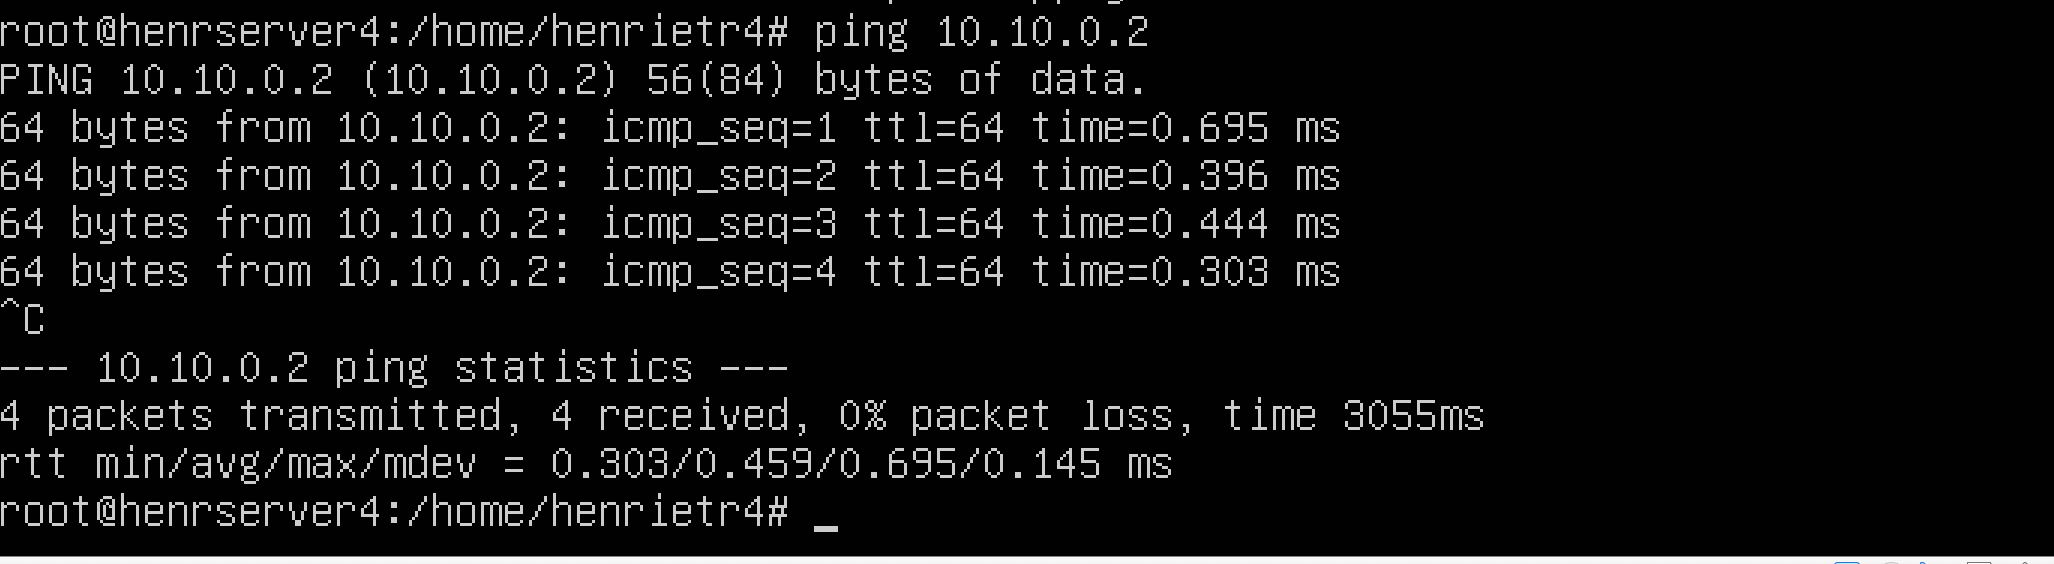 root@henrserver4:/home/henrietr4# ping 10.10.0.2
PING 10.10.0.2 (10.10.0.2) 56(84) bytes of data.
64 bytes from 10.10.0.2: icmp_seq=1 ttl=64 time=0.695 ms
64 bytes from 10.10.0.2: icmp_seq=2 ttl=64 time=0.396 ms
64 bytes from 10.10.0.2: icmp_seq=3 ttl=64 time=0.444 ms
64 bytes from 10.10.0.2: icmp_seq=4 ttl=64 time=0.303 ms
^C
--- 10.10.0.2 ping statistics ---
4 packets transmitted, 4 received, 0% packet loss, time 3055ms
rtt min/avg/max/mdev = 0.303/0.459/0.695/0.145 ms
root@henrserver4:/home/henrietr4# _